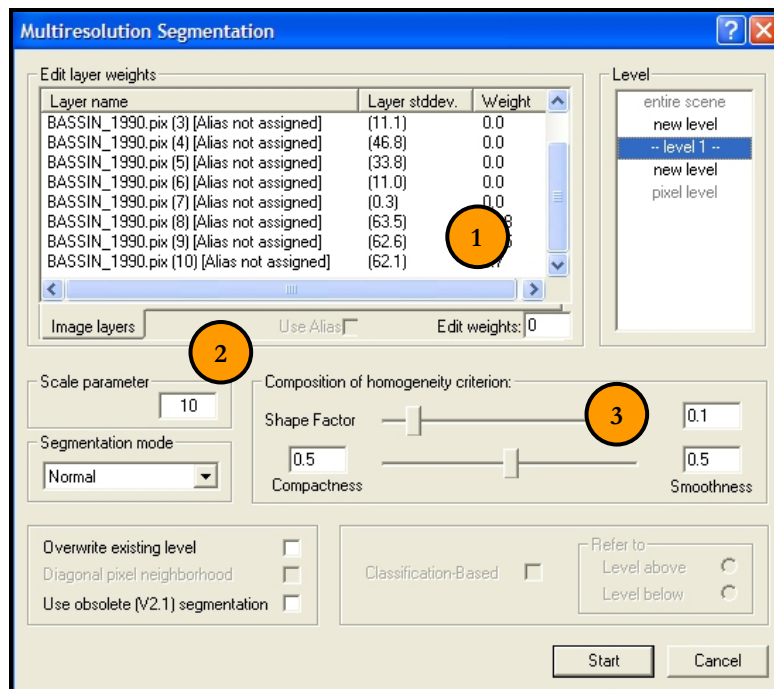 Multiresolution Segmentation
Edit layer weights
Layer name Layer stddev. Weight
BASSIN_1990.pix (3) [Alias not assigned] (11.1) 0.0
BASSIN_1990.pix (4) [Alias not assigned] (46.8) 0.0
BASSIN_1990.pix (5) [Alias not assigned] (33.8) 0.0
BASSIN_1990.pix (6) [Alias not assigned] (11.0) 0.0
BASSIN_1990.pix (7) [Alias not assigned] (0.3) 0.0
BASSIN_1990.pix (8) [Alias not assigned] (63.5)
BASSIN_1990.pix (9) [Alias not assigned] (62.6)
BASSIN_1990.pix (10) [Alias not assigned] (62.1)
1
Image layers Use Alias Edit weights: 0
Level
entire scene
new level
-- level 1 --
new level
pixel level
2
Scale parameter
10
Segmentation mode
Normal
Composition of homogeneity criterion:
Shape Factor 3 0.1
0.5 0.5
Compactness Smoothness
Overwrite existing level
Diagonal pixel neighborhood
Use obsolete (V2.1) segmentation
Classification-Based
Refer to
Level above
Level below
Start Cancel